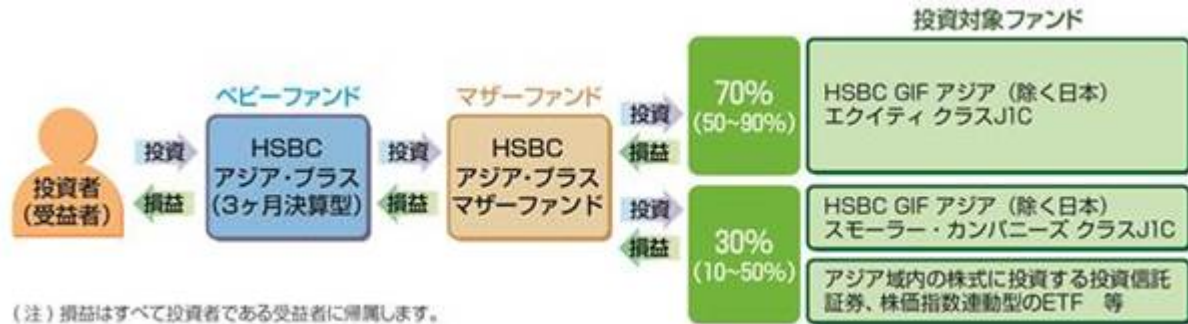 投資対象ファンド
ベビーファンド
マザーファンド
投資者
(受益者)
投資
損益
HSBC
アジア・プラス
(3ヶ月決算型)
投資
損益
HSBC
アジア・プラス
マザーファンド
投資
損益
70%
(50~90%)
HSBC GIF アジア (除く日本)
エクイティ クラスJ1C
投資
損益
30%
(10~50%)
HSBC GIF アジア (除く日本)
スモーラー・カンパニーズ クラスJ1C
アジア域内の株式に投資する投資信託
証券、株価指数連動型のETF 等
(注) 損益はすべて投資者である受益者に帰属します。